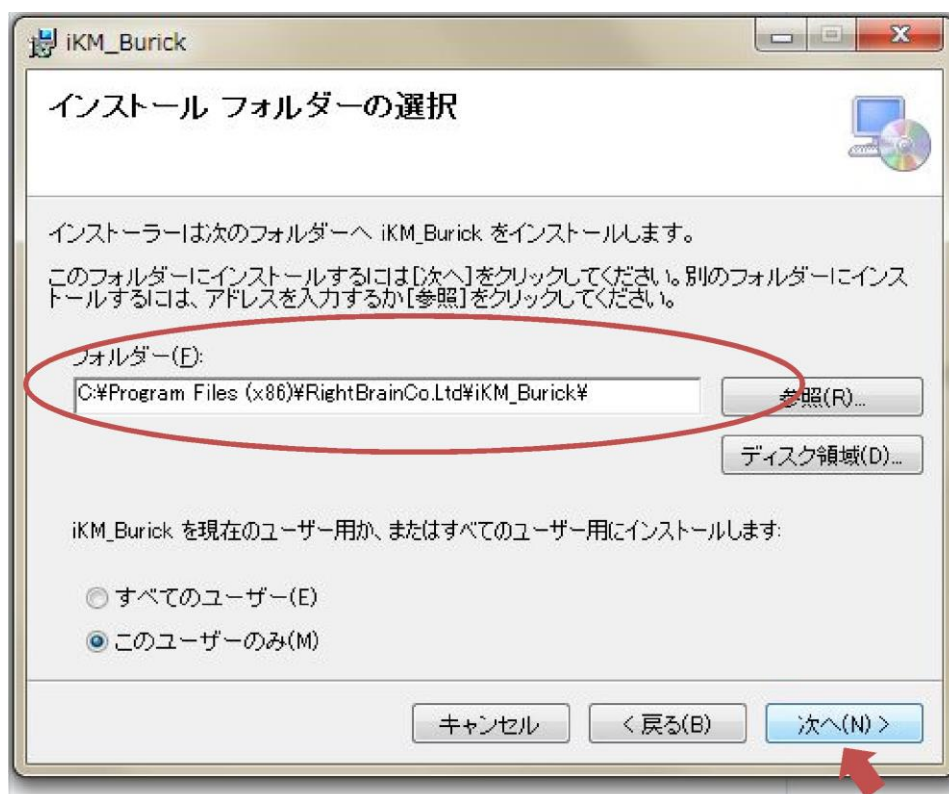 iKM_Burick
インストール フォルダーの選択
インストーラーは次のフォルダーへ iKM_Burick をインストールします。
このフォルダーにインストールするには[次へ]をクリックしてください。別のフォルダーにインス
トールするには、アドレスを入力するか[参照]をクリックしてください。
フォルダー(F):
C:¥Program Files (x86)¥RightBrainCo.Ltd¥iKM_Burick¥
参照(R)...
ディスク領域(D)...
iKM_Burick を現在のユーザー用か、またはすべてのユーザー用にインストールします:
すべてのユーザー(E)
このユーザーのみ(M)
キャンセル
< 戻る(B)
次へ(N) >